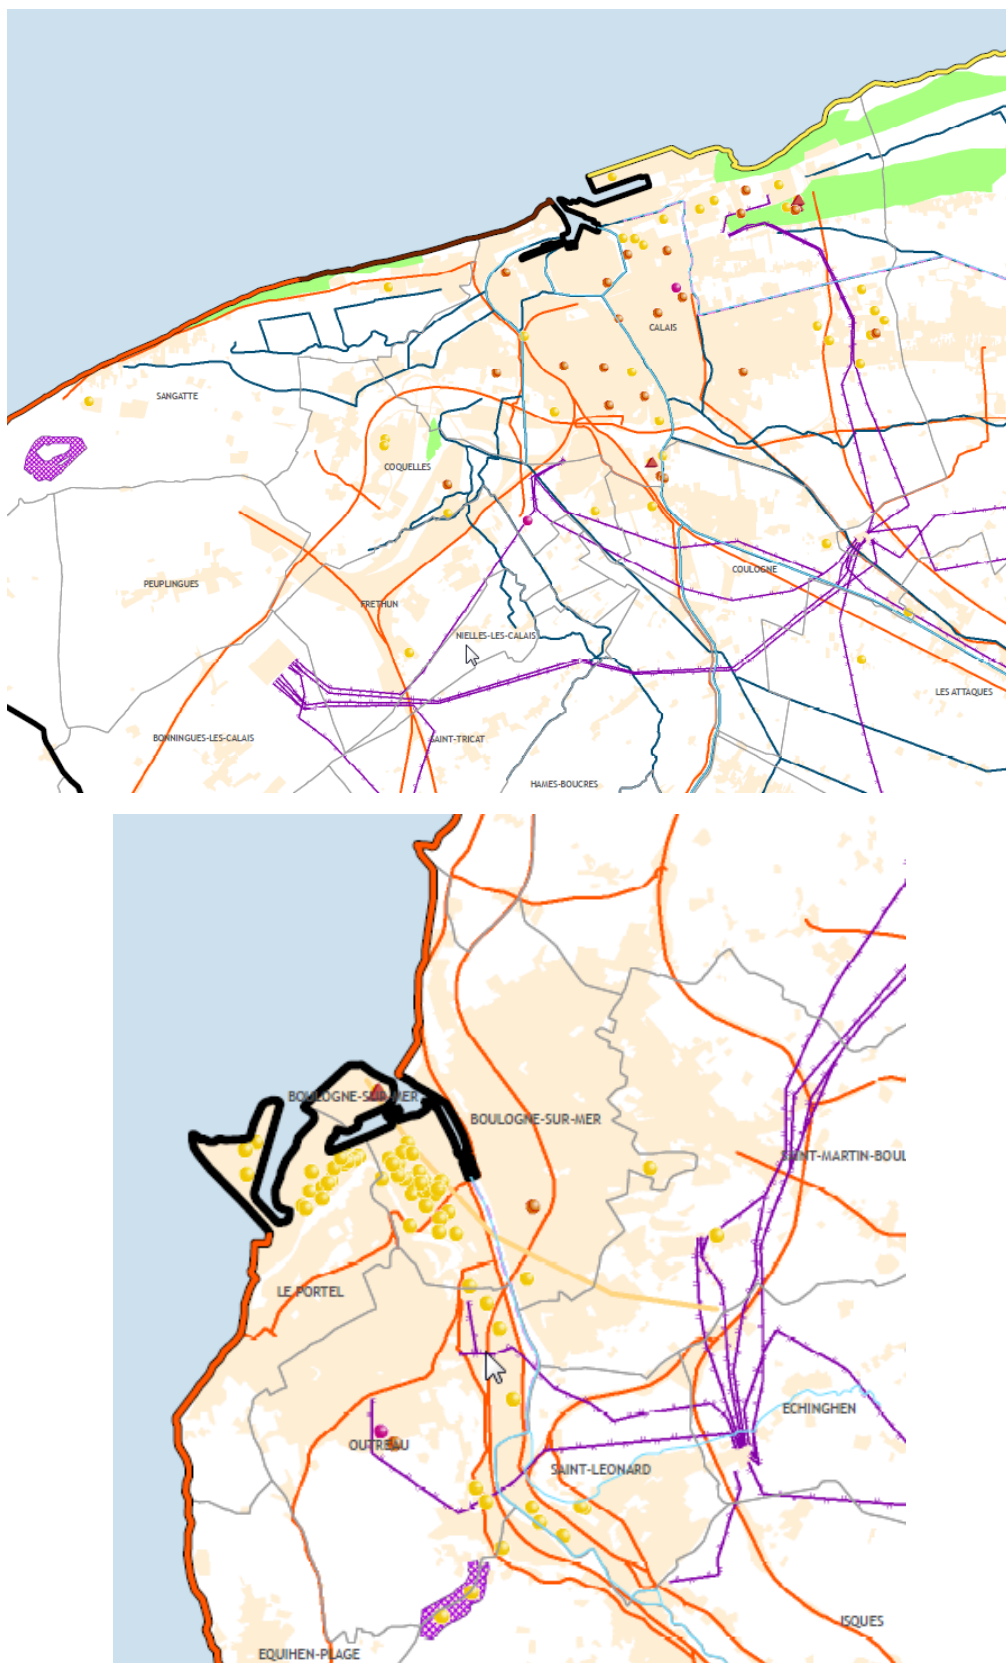 CALAIS
SANGATTE
COQUELLES
PEUPLINGUES
COULOGNE
FRETHUN
NIELLES-LES-CALAIS
LES ATTAQUES
BONNINGUES-LES-CALAIS
SAINT-TRICAT
HAMES-BOUCRES
BOULOGNE-SUR-MER
BOULOGNE-SUR-MER
SAINT-MARTIN-BOUL
LE PORTEL
ECHINGHEN
OUTREAU
SAINT-LEONARD
ISQUES
EQUIHEN-PLAGE